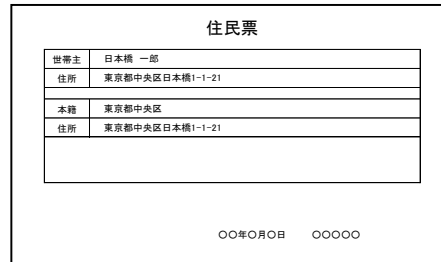 住民票
世帯主 日本橋 一郎
住所 東京都中央区日本橋1-1-21
本籍 東京都中央区
住所 東京都中央区日本橋1-1-21
〇〇年〇月〇日 〇〇〇〇〇